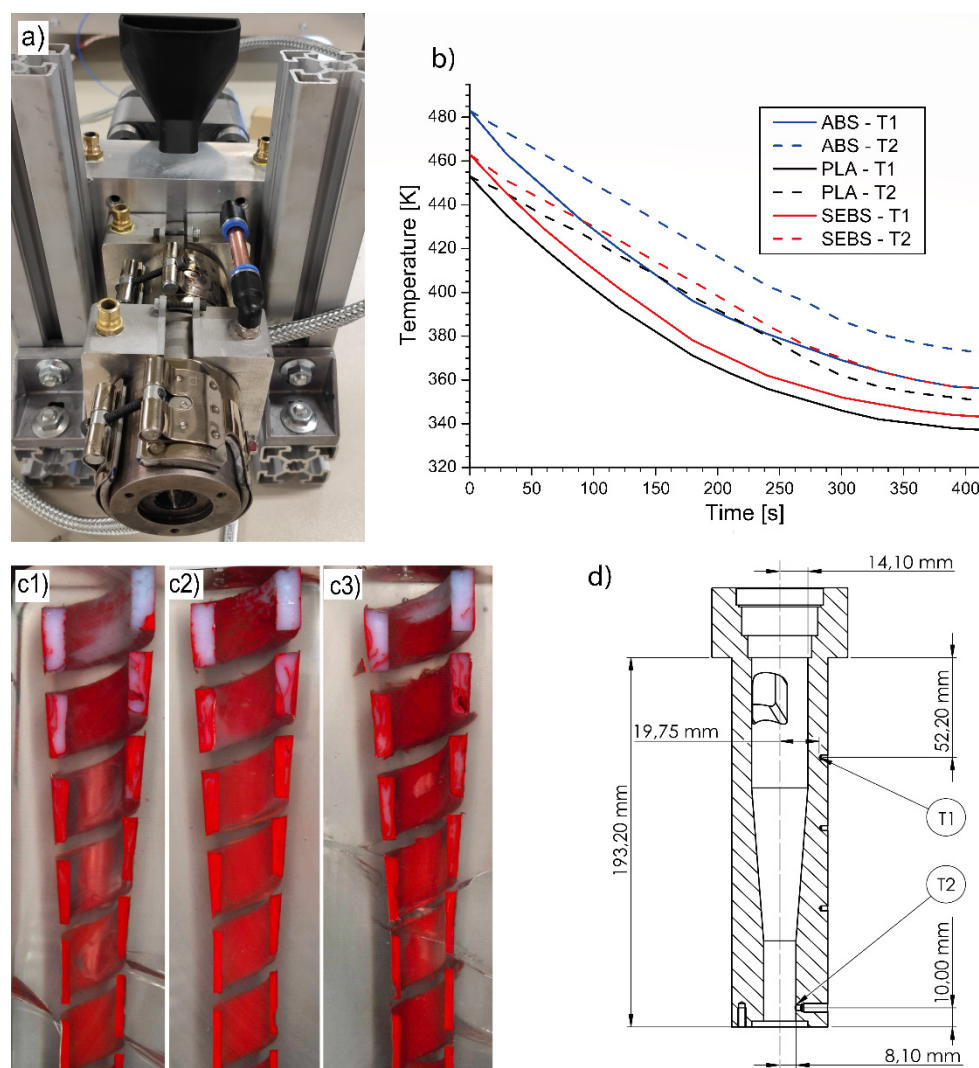 a)
b)
480
460
440
420
400
380
360
340
320
Temperature [K]
0
50
100
150
200
250
300
350
400
Time [s]
ABS - T1
ABS - T2
PLA - T1
PLA - T2
SEBS - T1
SEBS - T2
c1)
c2)
c3)
d)
14,10 mm
52,20 mm
19,75 mm
193,20 mm
T1
T2
10,00 mm
8,10 mm